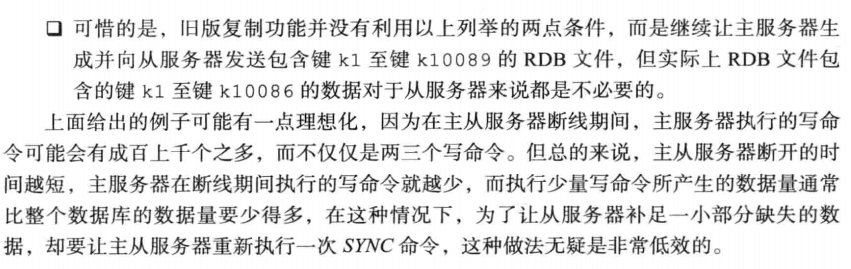 ❑ 可惜的是，旧版复制功能并没有利用以上列举的两点条件，而是继续让主服务器生
成并向从服务器发送包含键 k1 至键 k10089 的 RDB 文件，但实际上 RDB 文件包
含的键 k1 至键 k10086 的数据对于从服务器来说都是不必要的。
上面给出的例子可能有一点理想化，因为在主从服务器断线期间，主服务器执行的写命
令可能会有成百上千个之多，而不仅仅是两三个写命令。但总的来说，主从服务器断开的时
间越短，主服务器在断线期间执行的写命令就越少，而执行少量写命令所产生的数据量通常
比整个数据库的数据量要少得多，在这种情况下，为了让从服务器补足一小部分缺失的数
据，却要让主从服务器重新执行一次 SYNC 命令，这种做法无疑是非常低效的。